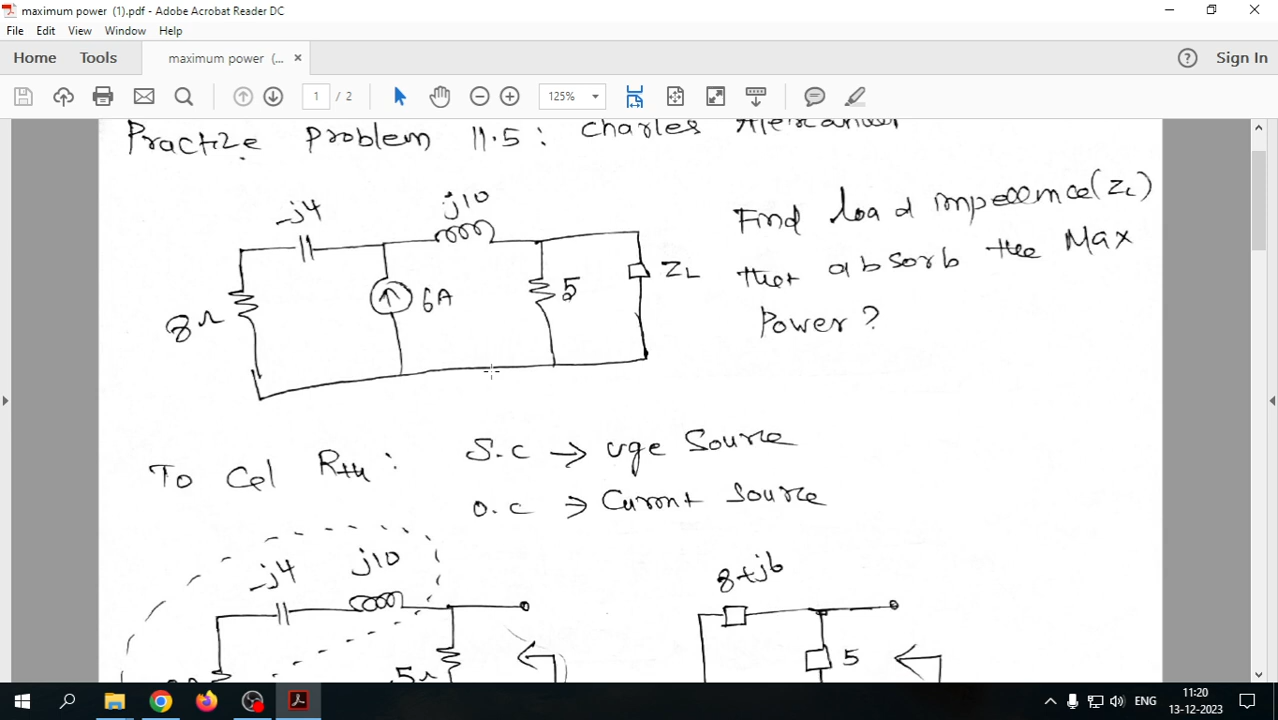 maximum power (1).pdf - Adobe Acrobat Reader DC
File Edit View Window Help
Home Tools maximum power (... × Sign In
1 / 2 125%
Practize Problem 11.5 : Charles
-j4 j10
8Ω 6A 5 ZL
Find load impedence (ZL)
that absorb the Max
Power ?
To Cal Rth : S.C → vge Source
O.C → Curont Source
-j4 j10 8+j6
5Ω 5
ENG 11:20
13-12-2023